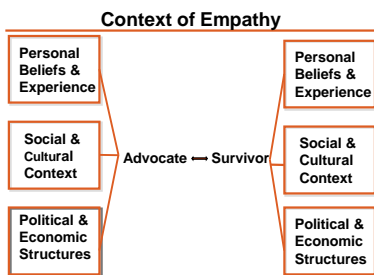 Context of Empathy
Personal
Beliefs &
Experience
Social &
Cultural
Context
Political &
Economic
Structures
Advocate ↔ Survivor
Personal
Beliefs &
Experience
Social &
Cultural
Context
Political &
Economic
Structures